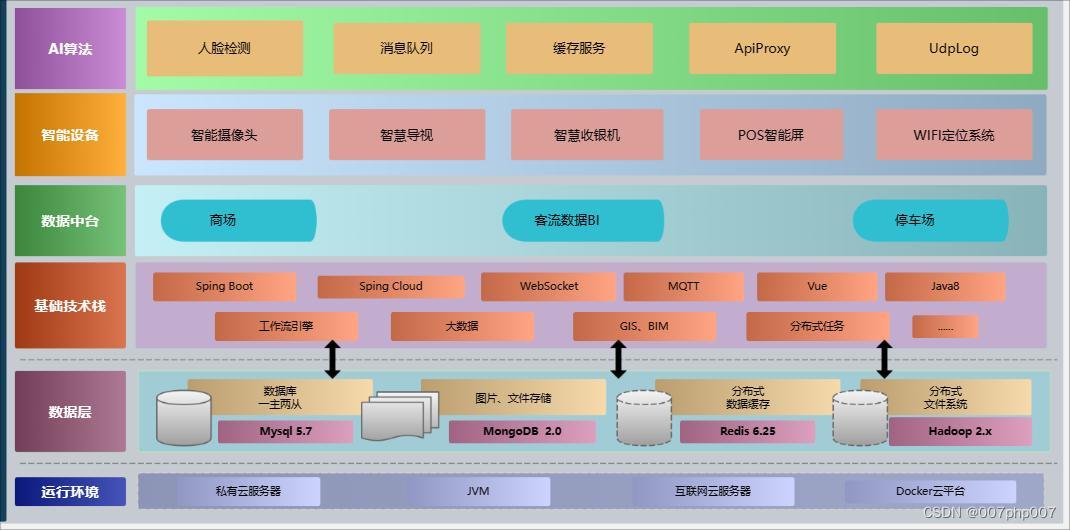 AI算法
人脸检测
消息队列
缓存服务
ApiProxy
UdpLog
智能设备
智能摄像头
智慧导视
智慧收银机
POS智能屏
WIFI定位系统
数据中台
商场
客流数据BI
停车场
基础技术栈
Sping Boot
Sping Cloud
WebSocket
MQTT
Vue
Java8
工作流引擎
大数据
GIS、BIM
分布式任务
......
数据层
数据库
一主两从
Mysql 5.7
图片、文件存储
MongoDB 2.0
分布式
数据缓存
Redis 6.25
分布式
文件系统
Hadoop 2.x
运行环境
私有云服务器
JVM
互联网云服务器
Docker云平台
CSDN @007php007